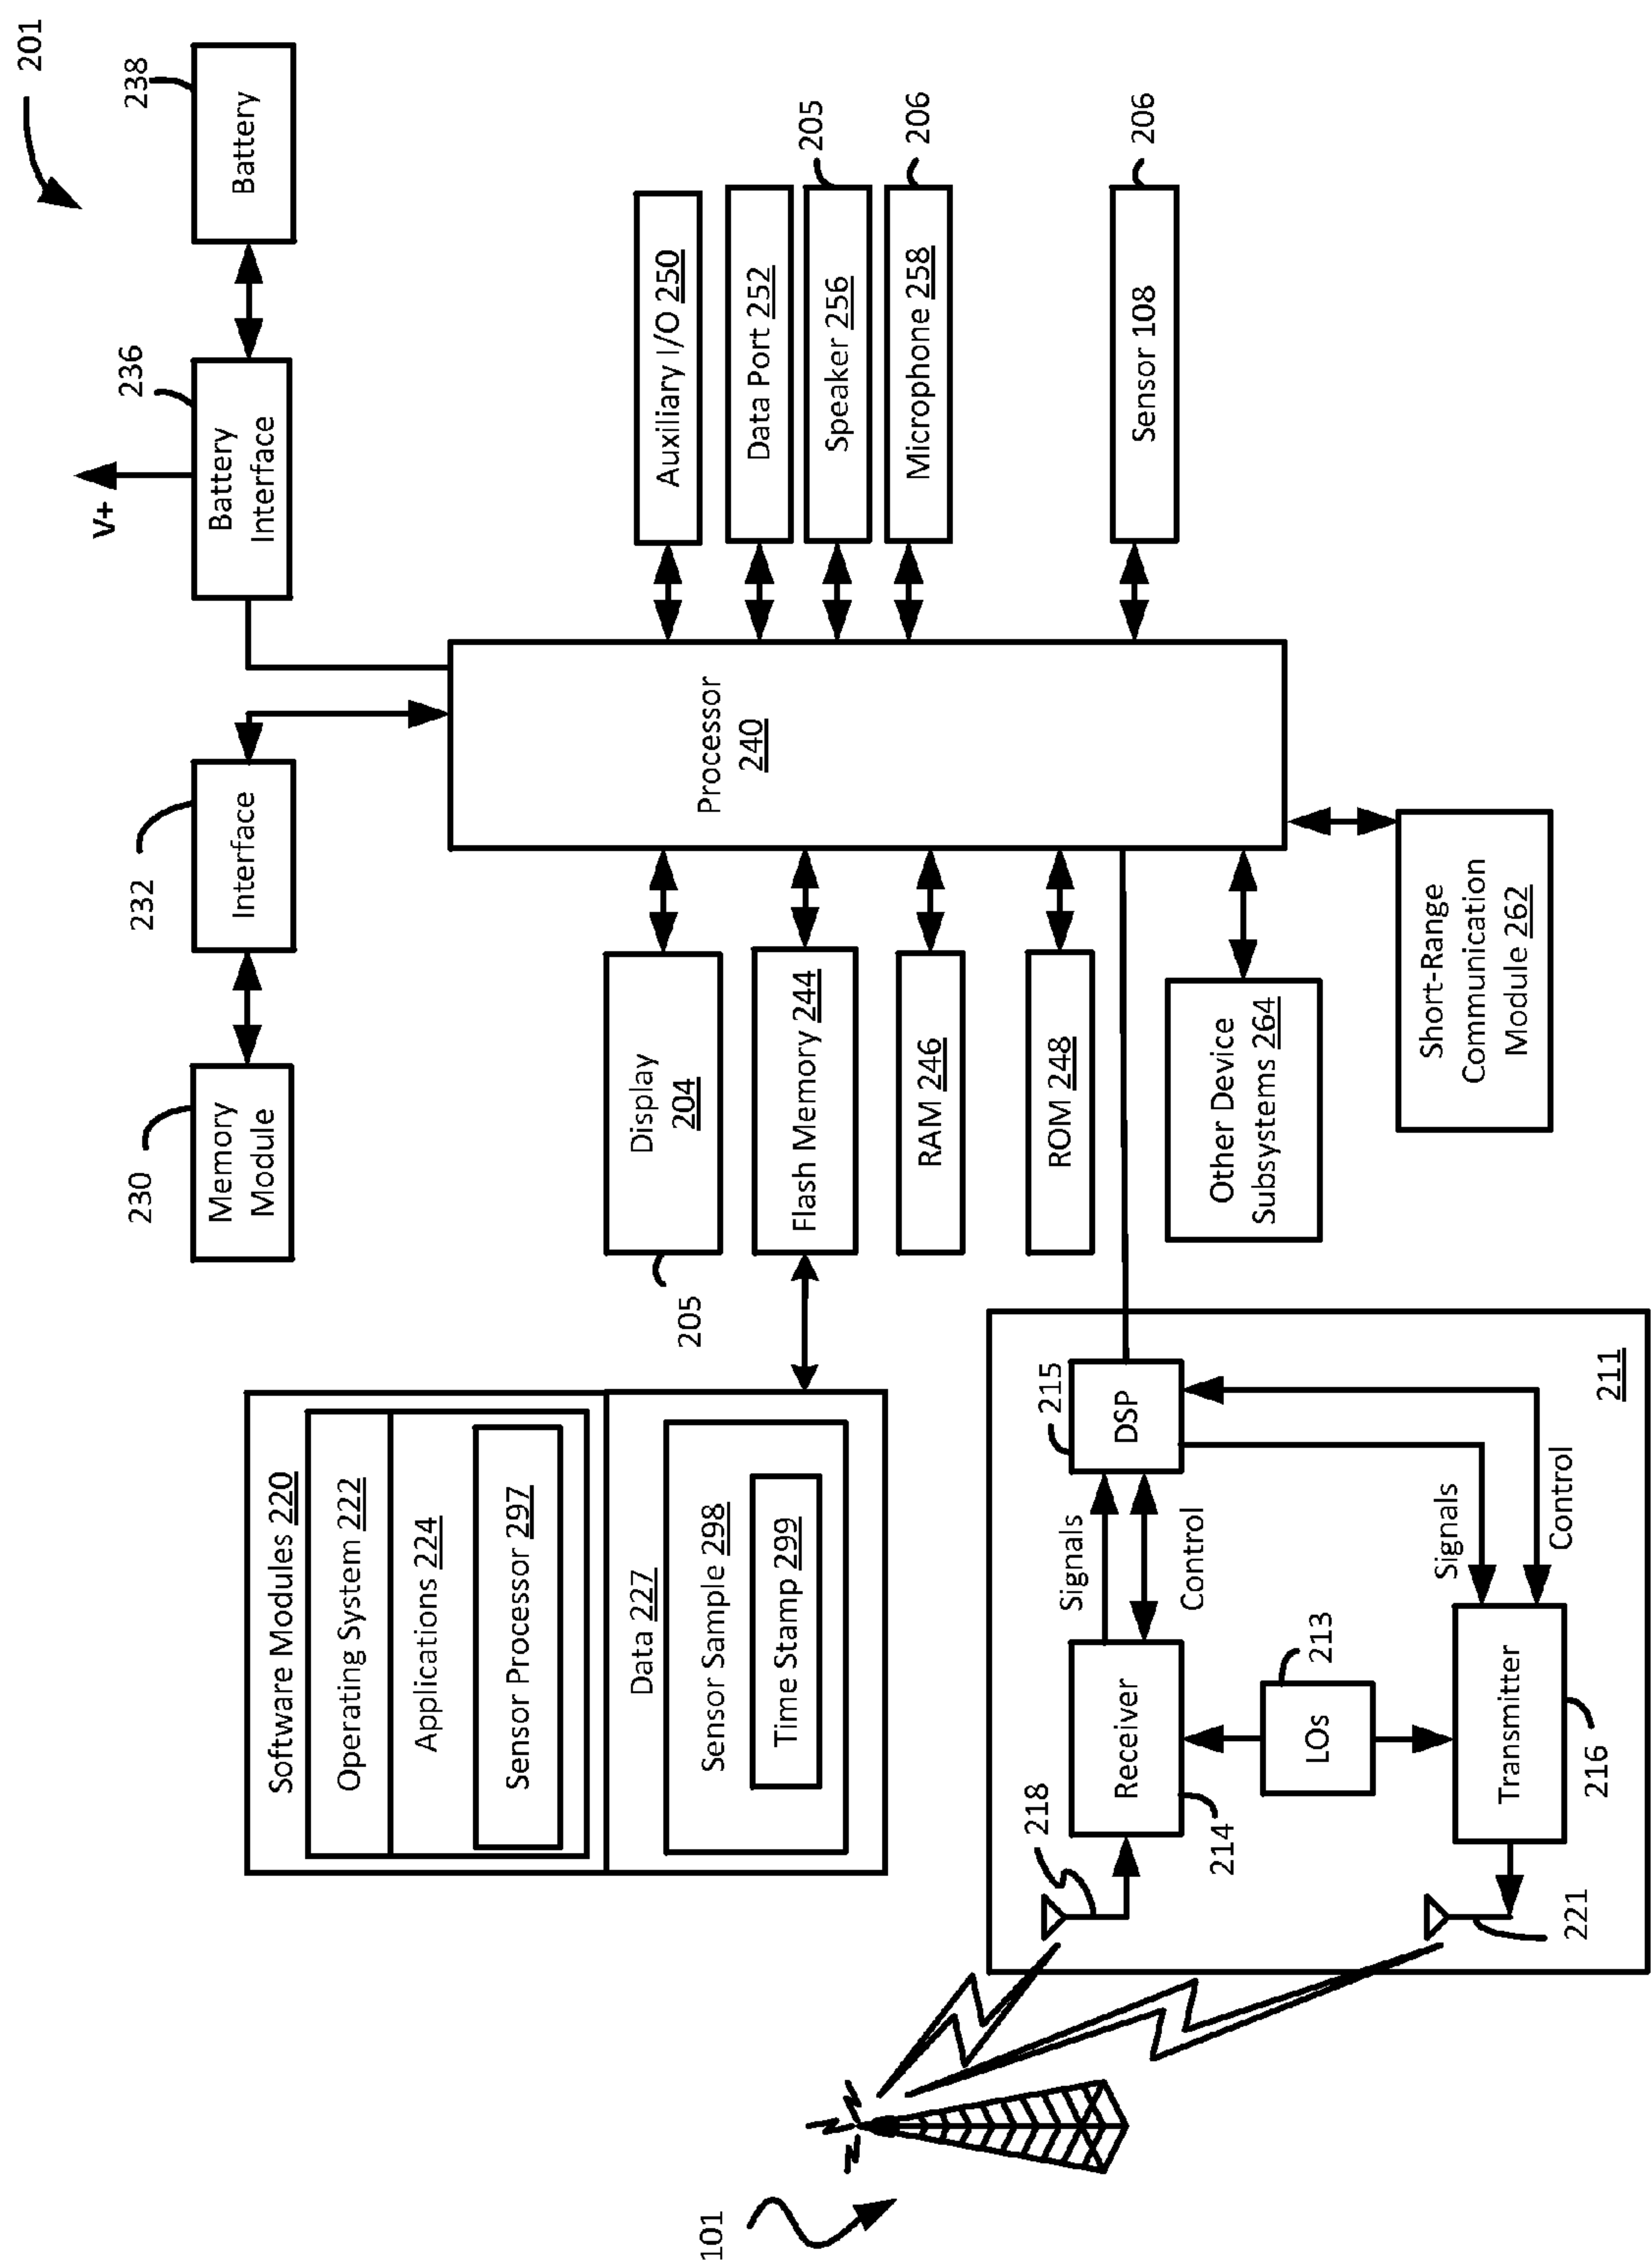 201
238
Battery
236
Battery
Interface
V+
232
Interface
230
Memory
Module
Auxiliary I/O 250
Data Port 252
205
Speaker 256
206
Microphone 258
206
Sensor 108
Processor
240
Display
204
205
Flash Memory 244
RAM 246
ROM 248
Other Device
Subsystems 264
Short-Range
Communication
Module 262
Software Modules 220
Operating System 222
Applications 224
Sensor Processor 297
Data 227
Sensor Sample 298
Time Stamp 299
211
215
DSP
Signals
Control
Signals
Control
Receiver
214
218
213
LOs
Transmitter
216
221
101